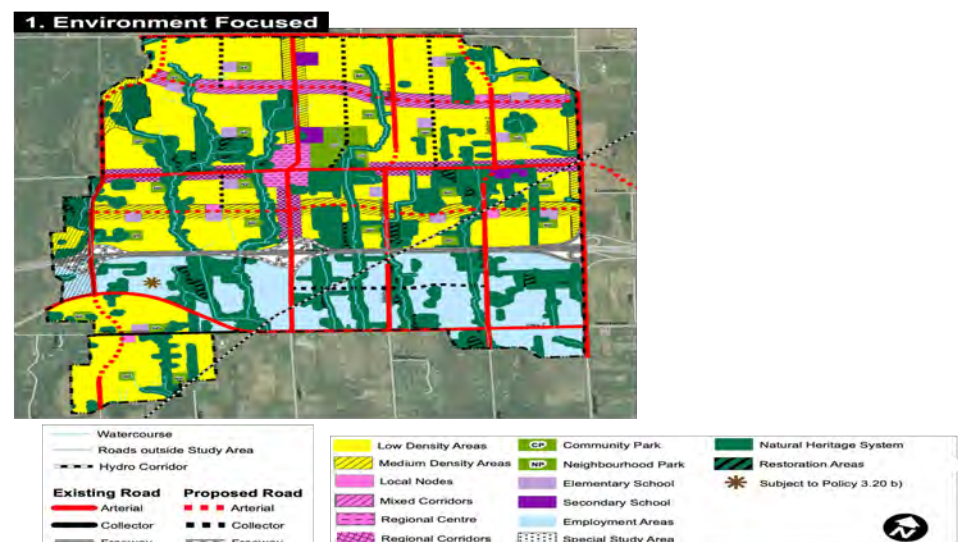 1. Environment Focused
Watercourse
Roads outside Study Area
Hydro Corridor
Existing Road Proposed Road
Arterial Arterial
Collector Collector
Freeway Freeway
Low Density Areas
Medium Density Areas
Local Nodes
Mixed Corridors
Regional Centre
Regional Corridors
CP Community Park
NP Neighbourhood Park
Elementary School
Secondary School
Employment Areas
Special Study Area
Natural Heritage System
Restoration Areas
Subject to Policy 3.20 b)
N